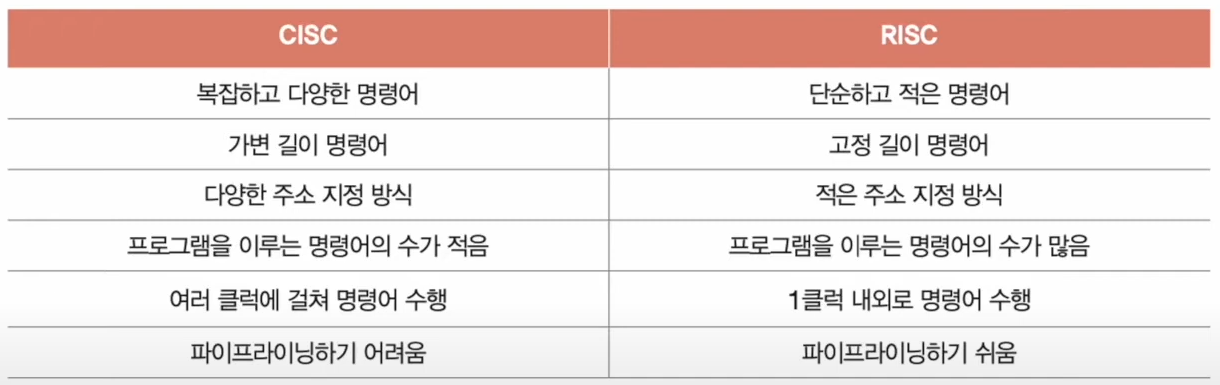 CISC RISC
복잡하고 다양한 명령어 단순하고 적은 명령어
가변 길이 명령어 고정 길이 명령어
다양한 주소 지정 방식 적은 주소 지정 방식
프로그램을 이루는 명령어의 수가 적음 프로그램을 이루는 명령어의 수가 많음
여러 클럭에 걸쳐 명령어 수행 1클럭 내외로 명령어 수행
파이프라이닝하기 어려움 파이프라이닝하기 쉬움